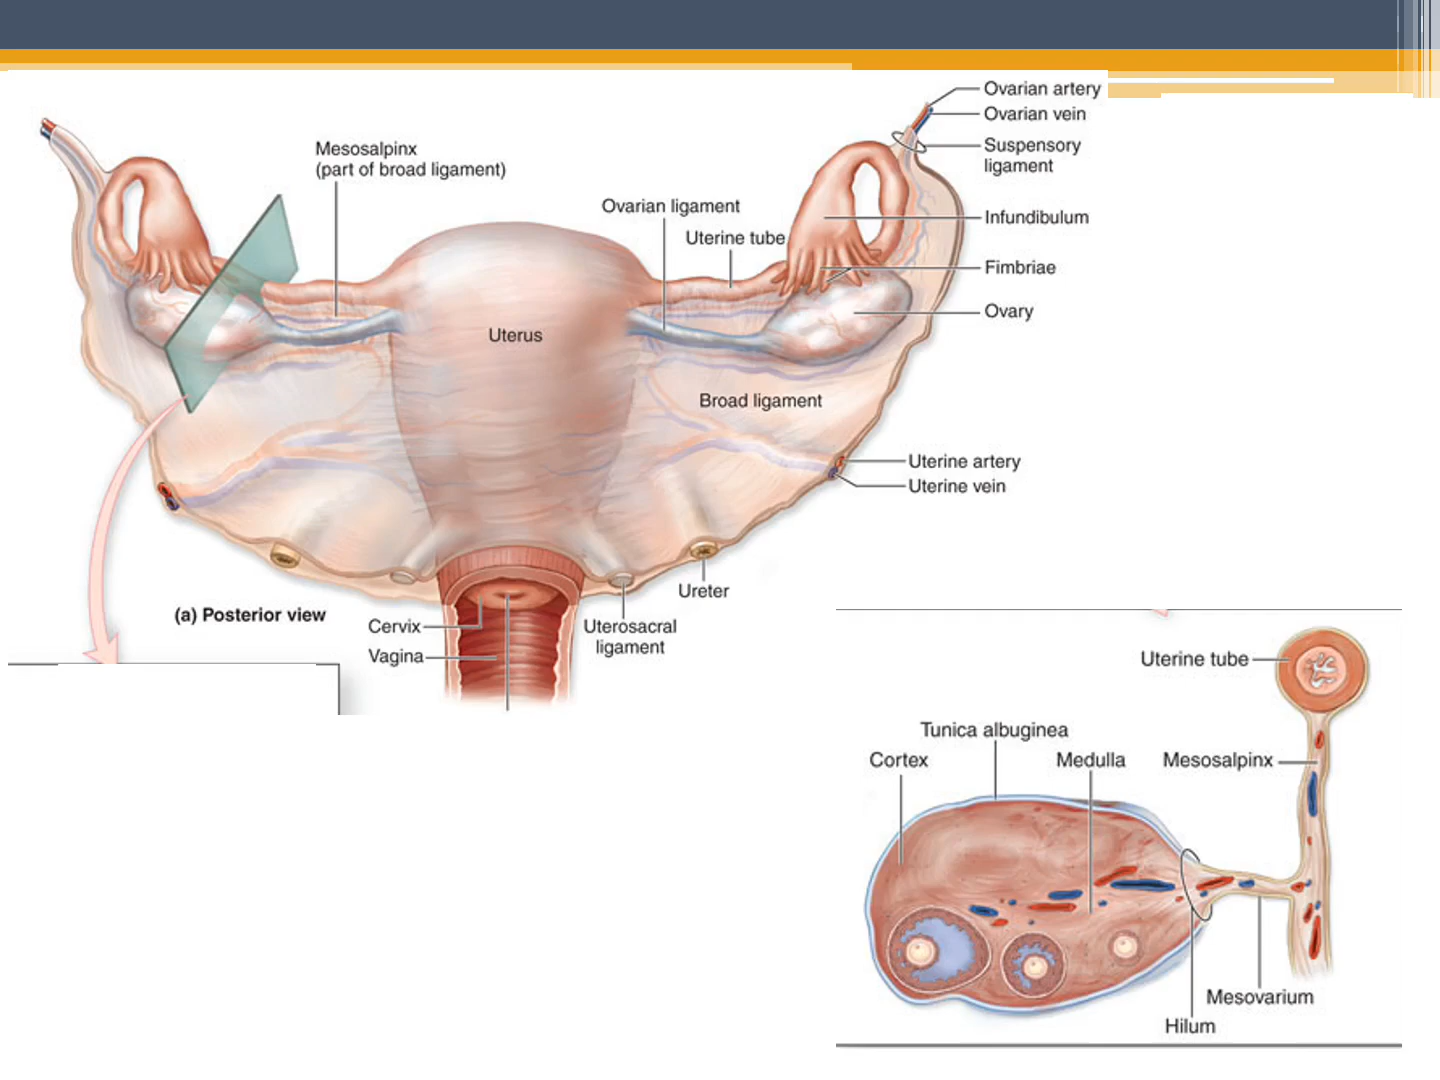 Ovarian artery
Ovarian vein
Suspensory
ligament
Mesosalpinx
(part of broad ligament)
Ovarian ligament
Uterine tube
Infundibulum
Fimbriae
Ovary
Uterus
Broad ligament
Uterine artery
Uterine vein
Ureter
(a) Posterior view
Cervix
Uterosacral
ligament
Vagina
Uterine tube
Tunica albuginea
Cortex
Medulla
Mesosalpinx
Mesovarium
Hilum